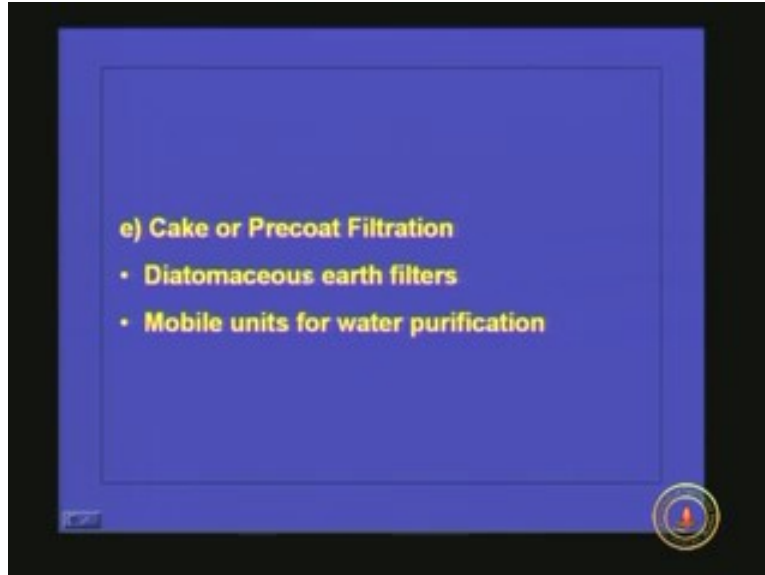 e) Cake or Precoat Filtration
• Diatomaceous earth filters
• Mobile units for water purification